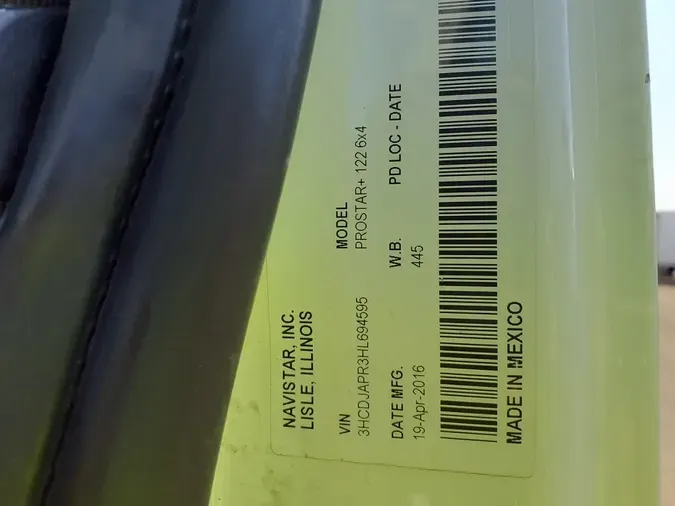 NAVISTAR, INC.
LISLE, ILLINOIS
VIN MODEL
3HCDJAPR3HL694595 PROSTAR+ 122 6x4
DATE MFG. W.B. PD LOC - DATE
19-Apr-2016 445
MADE IN MEXICO